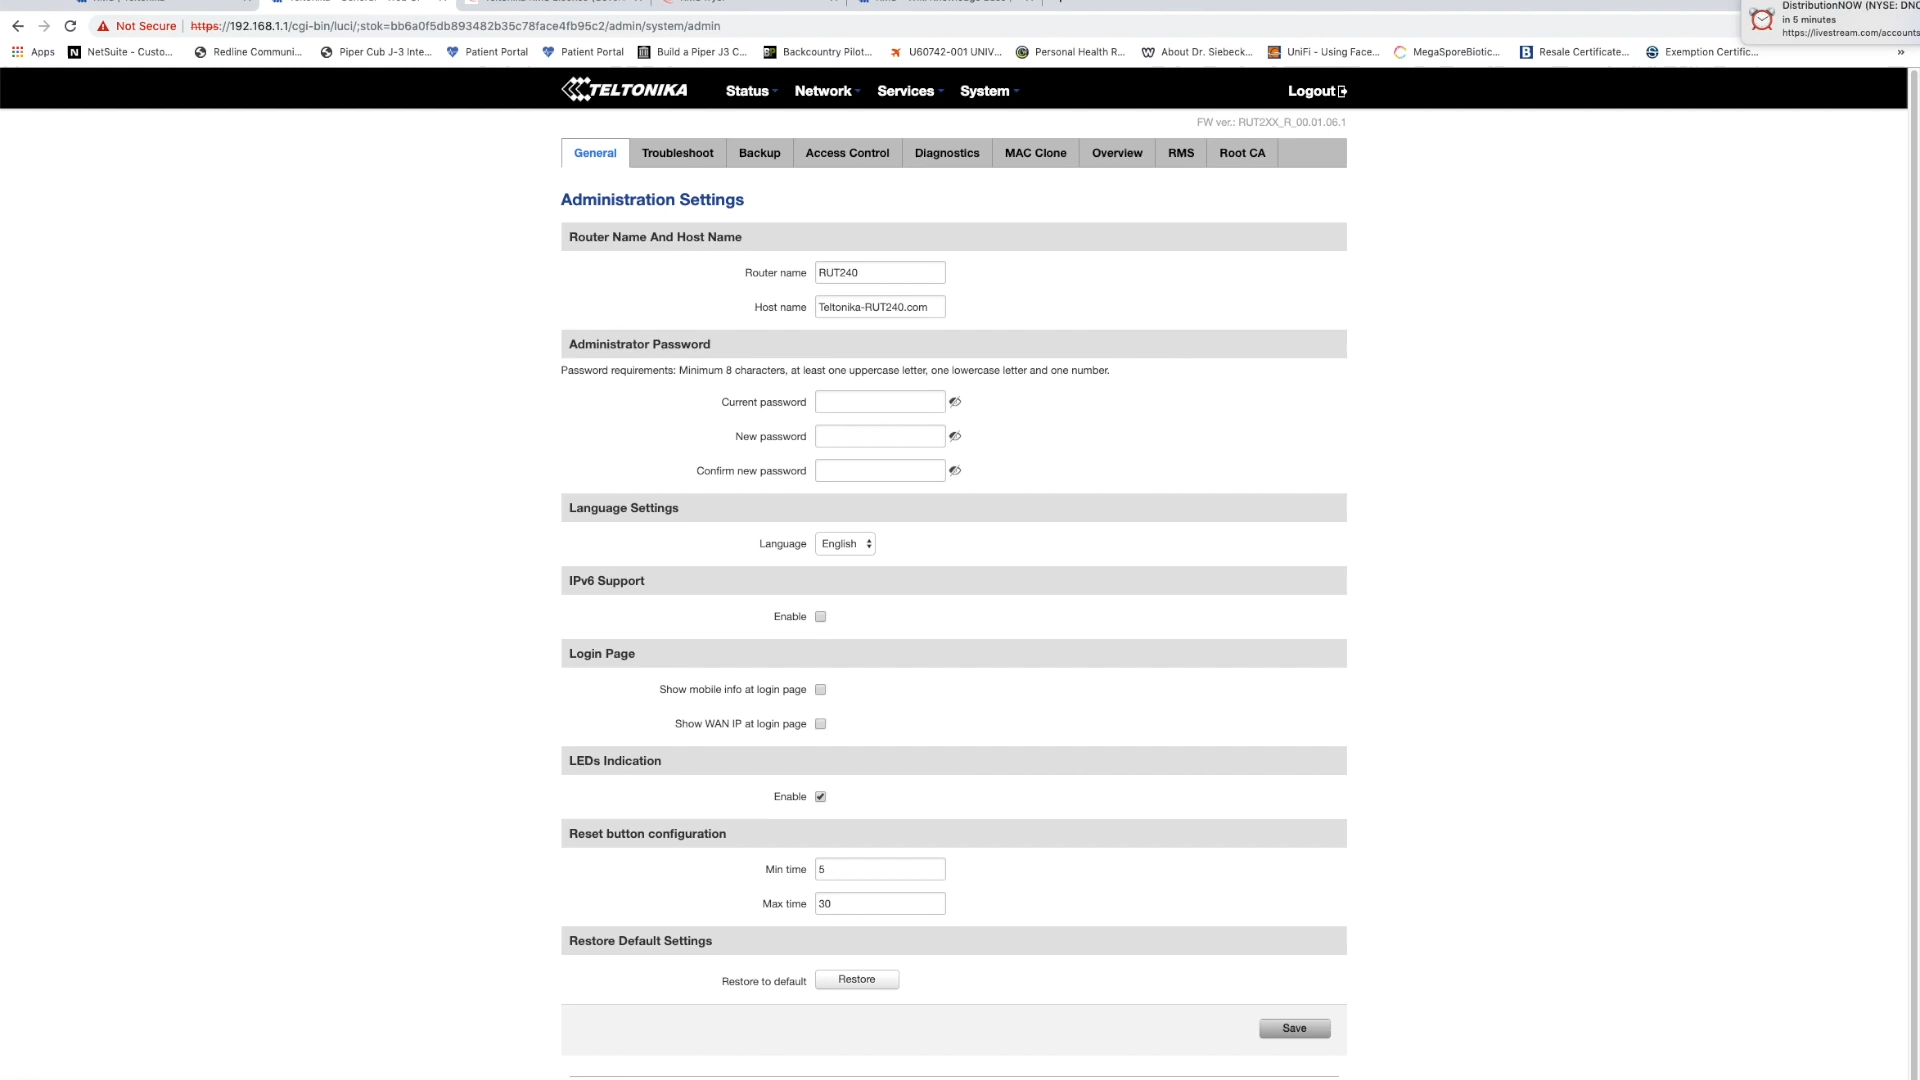 DistributionNOW (NYSE: DNO
in 5 minutes
https://livestream.com/accounts
Not Secure | https://192.168.1.1/cgi-bin/luci/;stok=bb6a0f5db893482b35c78face4fb95c2/admin/system/admin
Apps NetSuite - Custo... Redline Communi... Piper Cub J-3 Inte... Patient Portal Patient Portal Build a Piper J3 C... Backcountry Pilot... U60742-001 UNIV... Personal Health R... About Dr. Siebeck... UniFi - Using Face... MegaSporeBiotic... Resale Certificate... Exemption Certific... »
TELTONIKA Status Network Services System Logout
FW ver.: RUT2XX_R_00.01.06.1
General Troubleshoot Backup Access Control Diagnostics MAC Clone Overview RMS Root CA
Administration Settings
Router Name And Host Name
Router name RUT240
Host name Teltonika-RUT240.com
Administrator Password
Password requirements: Minimum 8 characters, at least one uppercase letter, one lowercase letter and one number.
Current password
New password
Confirm new password
Language Settings
Language English
IPv6 Support
Enable
Login Page
Show mobile info at login page
Show WAN IP at login page
LEDs Indication
Enable
Reset button configuration
Min time 5
Max time 30
Restore Default Settings
Restore to default Restore
Save